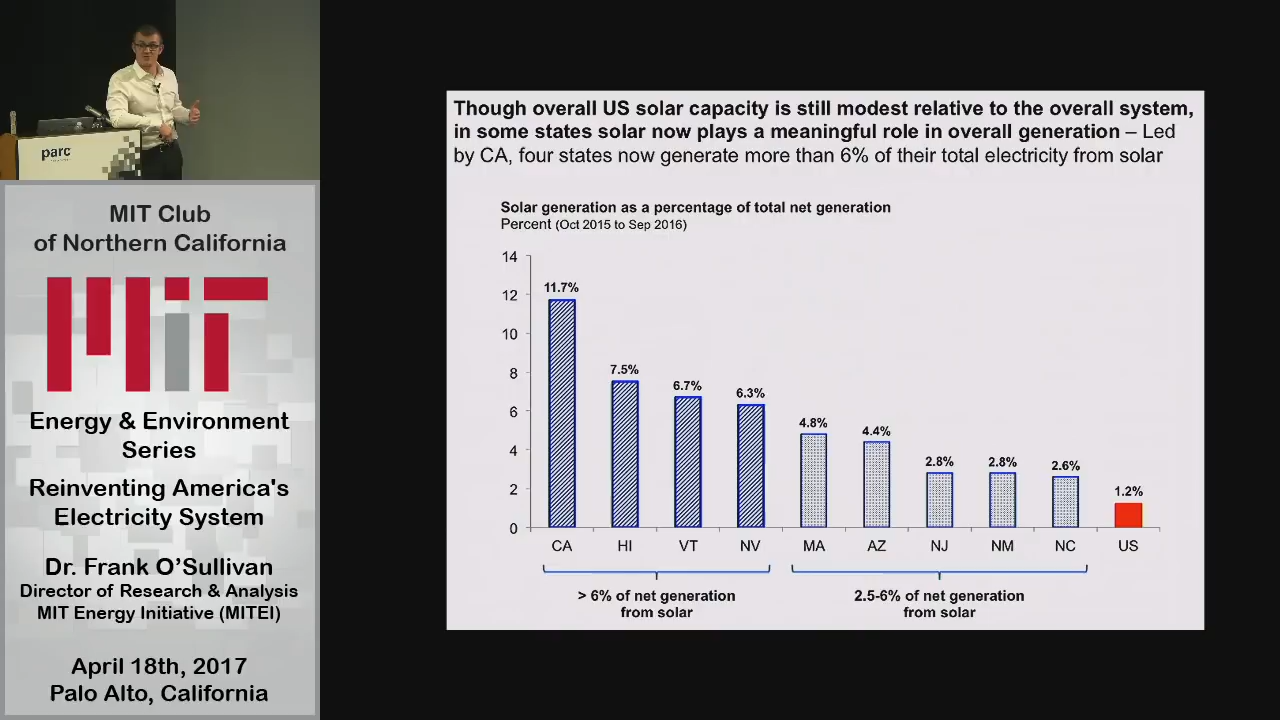 parc
MIT Club
of Northern California
MIT
Energy & Environment
Series
Reinventing America's
Electricity System
Dr. Frank O'Sullivan
Director of Research & Analysis
MIT Energy Initiative (MITEI)
April 18th, 2017
Palo Alto, California
Though overall US solar capacity is still modest relative to the overall system,
in some states solar now plays a meaningful role in overall generation – Led
by CA, four states now generate more than 6% of their total electricity from solar
Solar generation as a percentage of total net generation
Percent (Oct 2015 to Sep 2016)
14
12
10
8
6
4
2
0
11.7%
7.5%
6.7%
6.3%
4.8%
4.4%
2.8%
2.8%
2.6%
1.2%
CA HI VT NV MA AZ NJ NM NC US
> 6% of net generation
from solar
2.5-6% of net generation
from solar